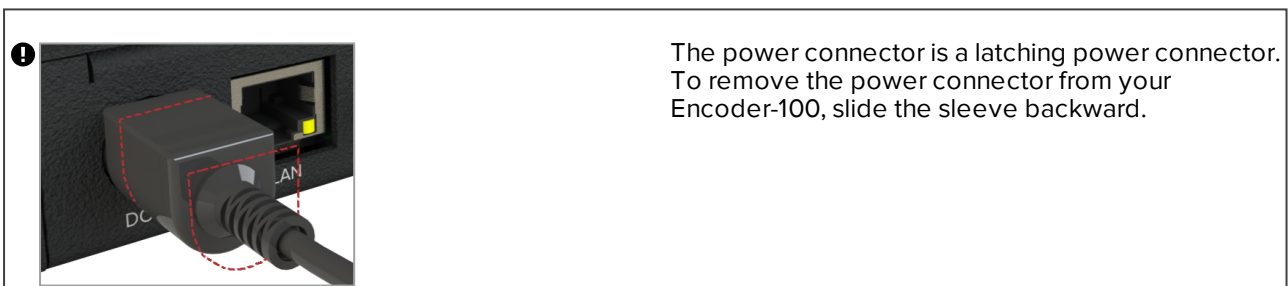 The power connector is a latching power connector.
To remove the power connector from your
Encoder-100, slide the sleeve backward.
DC
LAN